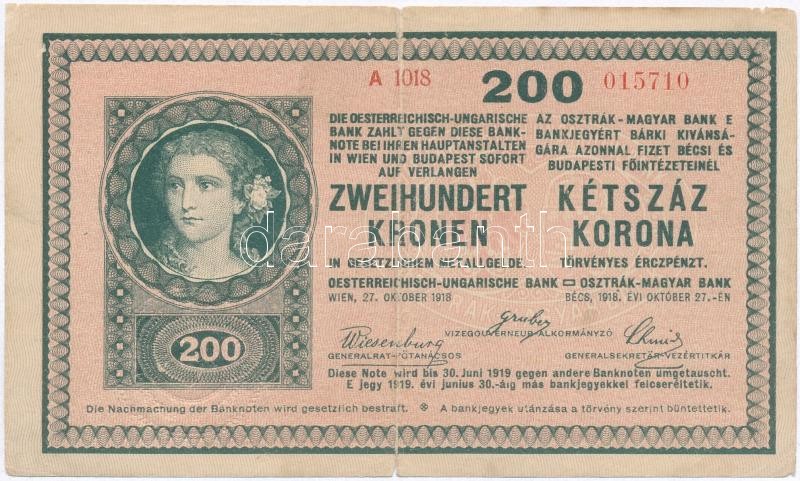 A 1018 200 015710
DIE OESTERREICHISCH-UNGARISCHE
BANK ZAHLT GEGEN DIESE BANK-
NOTE BEI IHREN HAUPTANSTALTEN
IN WIEN UND BUDAPEST SOFORT
AUF VERLANGEN
ZWEIHUNDERT
KRONEN
IN GESETZLICHEM METALLGELDE.
OESTERREICHISCH-UNGARISCHE BANK
WIEN, 27. OKTOBER 1918
AZ OSZTRÁK-MAGYAR BANK E
BANKJEGYÉRT BÁRKI KIVÁNSÁ-
GÁRA AZONNAL FIZET BÉCSI ÉS
BUDAPESTI FŐINTÉZETEINÉL
KÉTSZÁZ
KORONA
TÖRVÉNYES ÉRCZPÉNZT.
OSZTRÁK-MAGYAR BANK
BÉCS, 1918. ÉVI OKTÓBER 27.-ÉN
darabanth
200
Wiesenburg
GENERALRAT-FŐTANÁCSOS
Gruber
VIZEGOUVERNEUR-ALKORMÁNYZÓ
Schmid
GENERALSEKRETÄR-VEZÉRTITKÁR
Diese Note wird bis 30. Juni 1919 gegen andere Banknoten umgetauscht.
E jegy 1919. évi junius 30.-áig más bankjegyekkel felcseréltetik.
Die Nachmachung der Banknoten wird gesetzlich bestraft. ❋ A bankjegyek utánzása a törvény szerint büntettetik.